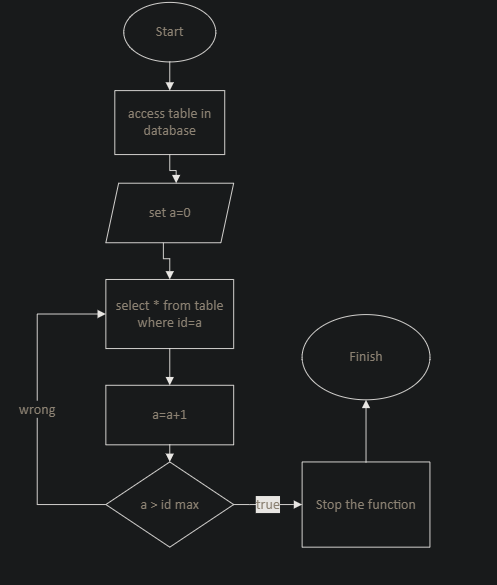 Start
access table in
database
set a=0
select * from table
where id=a
Finish
wrong
a=a+1
a > id max
true
Stop the function